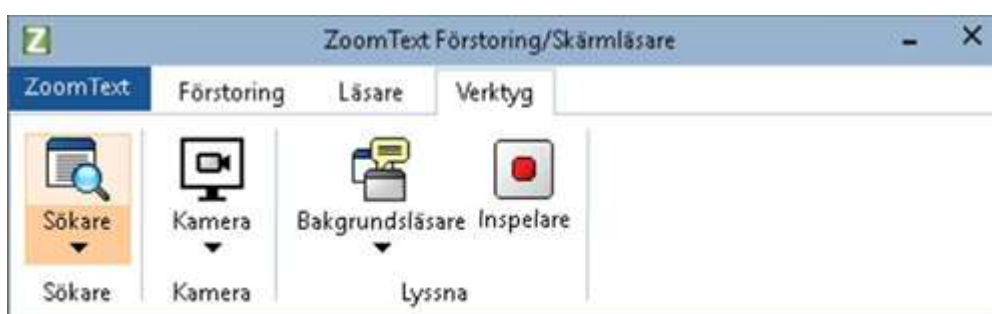 ZoomText Förstoring/Skärmläsare
ZoomText Förstoring Läsare Verktyg
Sökare Kamera Bakgrundsläsare Inspelare
Sökare Kamera Lyssna